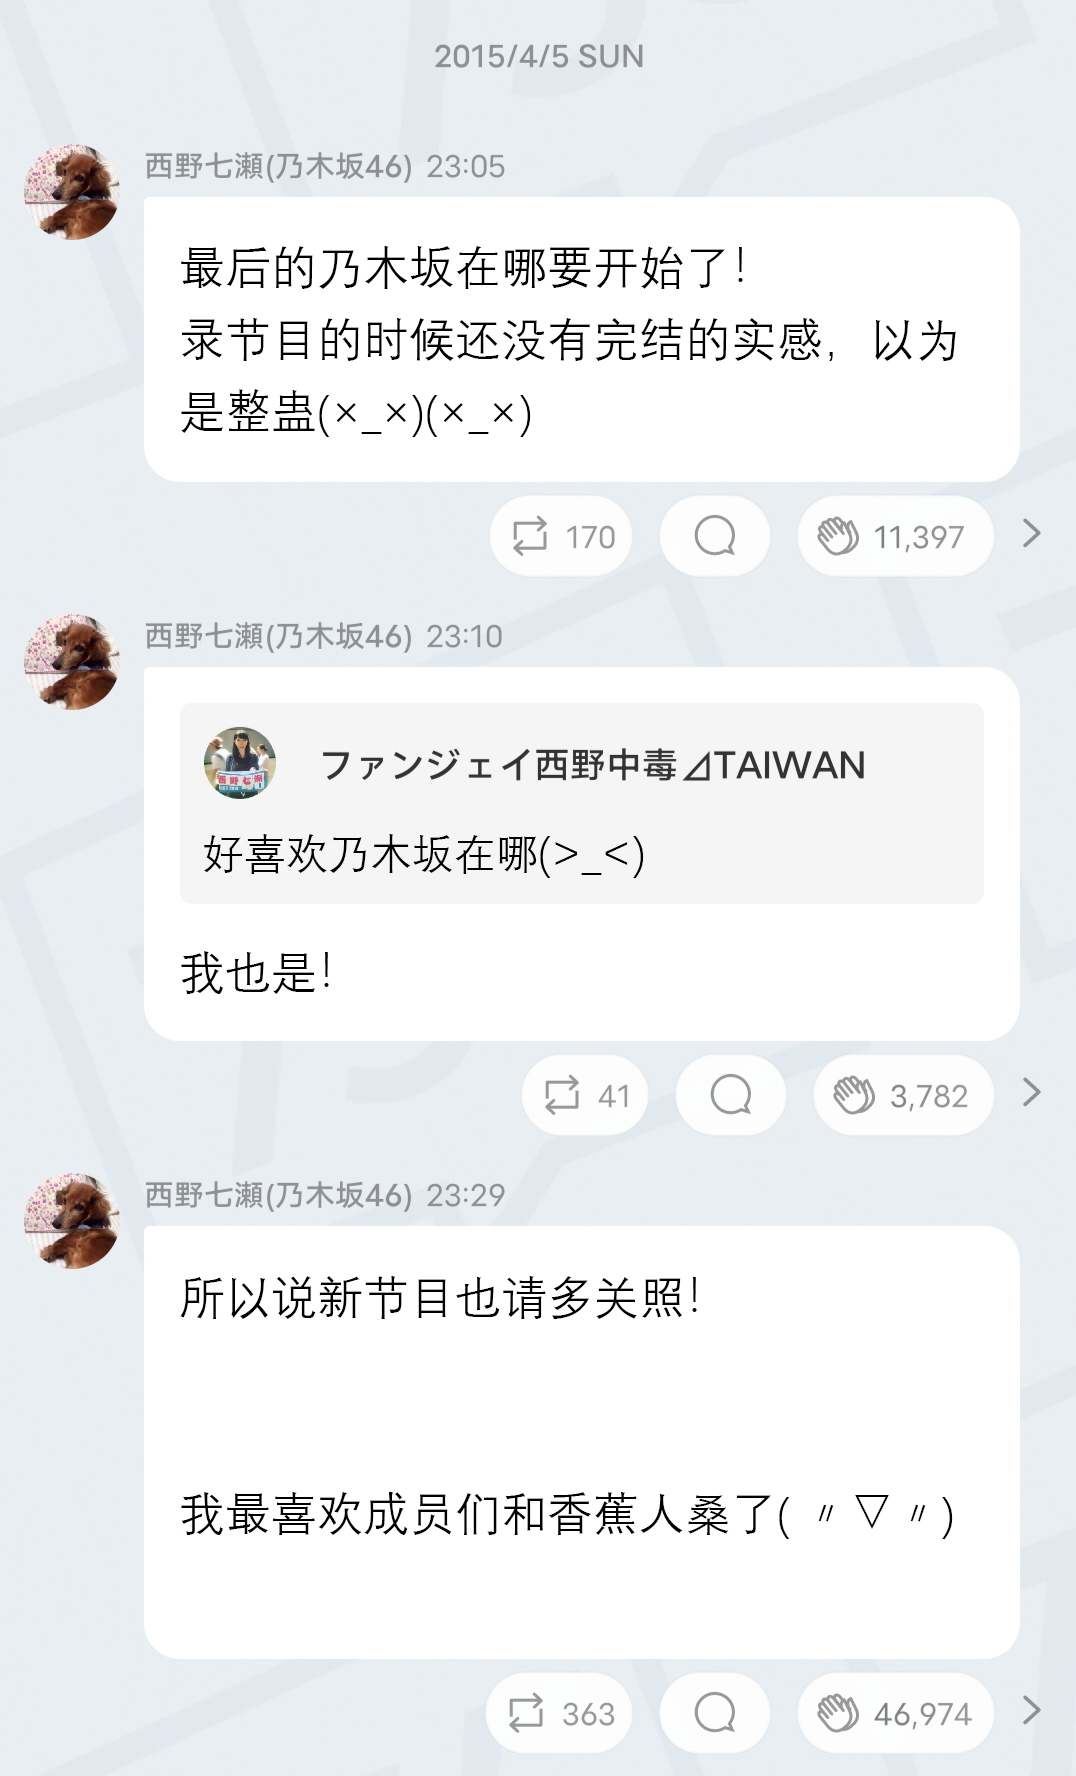 2015/4/5 SUN
西野七瀬(乃木坂46) 23:05
最后的乃木坂在哪要开始了!
录节目的时候还没有完结的实感，以为
是整蛊(×_×)(×_×)
170
11,397
西野七瀬(乃木坂46) 23:10
ファンジェイ西野中毒⊿TAIWAN
好喜欢乃木坂在哪(>_<)
我也是!
41
3,782
西野七瀬(乃木坂46) 23:29
所以说新节目也请多关照!
我最喜欢成员们和香蕉人桑了( 〃▽〃)
363
46,974